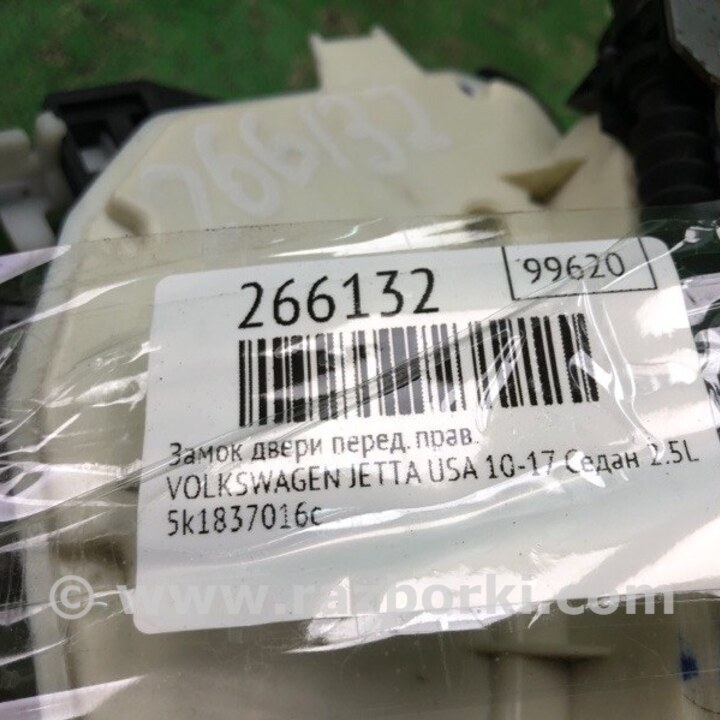 266132
266132
99620
Замок двери перед. прав.
VOLKSWAGEN JETTA USA 10-17 Седан 2.5L
5k1837016c
© www.razborki.com